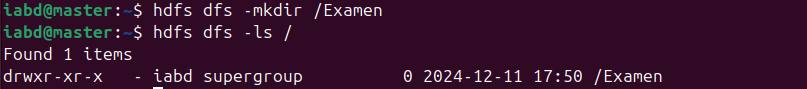 iabd@master:~$ hdfs dfs -mkdir /Examen
iabd@master:~$ hdfs dfs -ls /
Found 1 items
drwxr-xr-x   - iabd supergroup          0 2024-12-11 17:50 /Examen